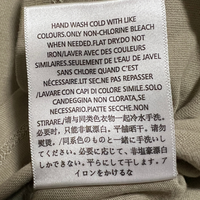 HAND WASH COLD WITH LIKE
COLOURS.ONLY NON-CHLORINE BLEACH
WHEN NEEDED.FLAT DRY.DO NOT
IRON/LAVER AVEC DES COULEURS
SIMILAIRES.SEULEMENT DE L'EAU DE JAVEL
SANS CHLORE QUAND C'EST
NÉCESSAIRE.LIT SEC.NE PAS REPASSER
/LAVARE CON CAPI DI COLORE SIMILE.SOLO
CANDEGGINA NON CLORATA,SE
NECESSARIO.PIATTE SECCHE.NON
STIRARE/请与同类色衣物一起冷水手洗。
必要时，只能非氯漂白。平铺晒干，请勿
熨烫/同系色のものと一緒に冷水で手洗い
してください。必要に応じて、非塩素漂白
しかできない。平らにして干します。ア
イロンをかけるな